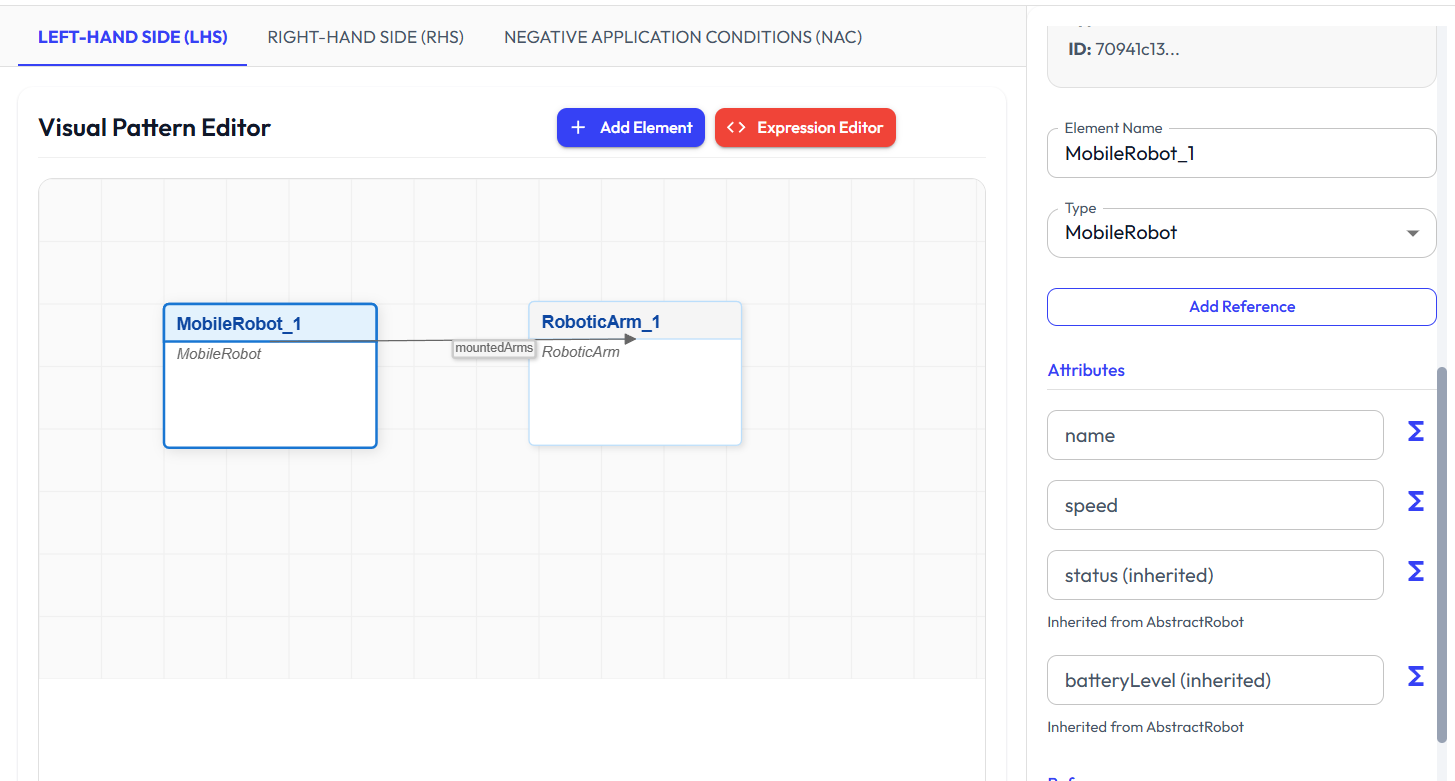 LEFT-HAND SIDE (LHS) RIGHT-HAND SIDE (RHS) NEGATIVE APPLICATION CONDITIONS (NAC)
Visual Pattern Editor
+ Add Element
<> Expression Editor
MobileRobot_1
MobileRobot
mountedArms
RoboticArm_1
RoboticArm
ID: 70941c13...
Element Name
MobileRobot_1
Type
MobileRobot
Add Reference
Attributes
name Σ
speed Σ
status (inherited) Σ
Inherited from AbstractRobot
batteryLevel (inherited) Σ
Inherited from AbstractRobot